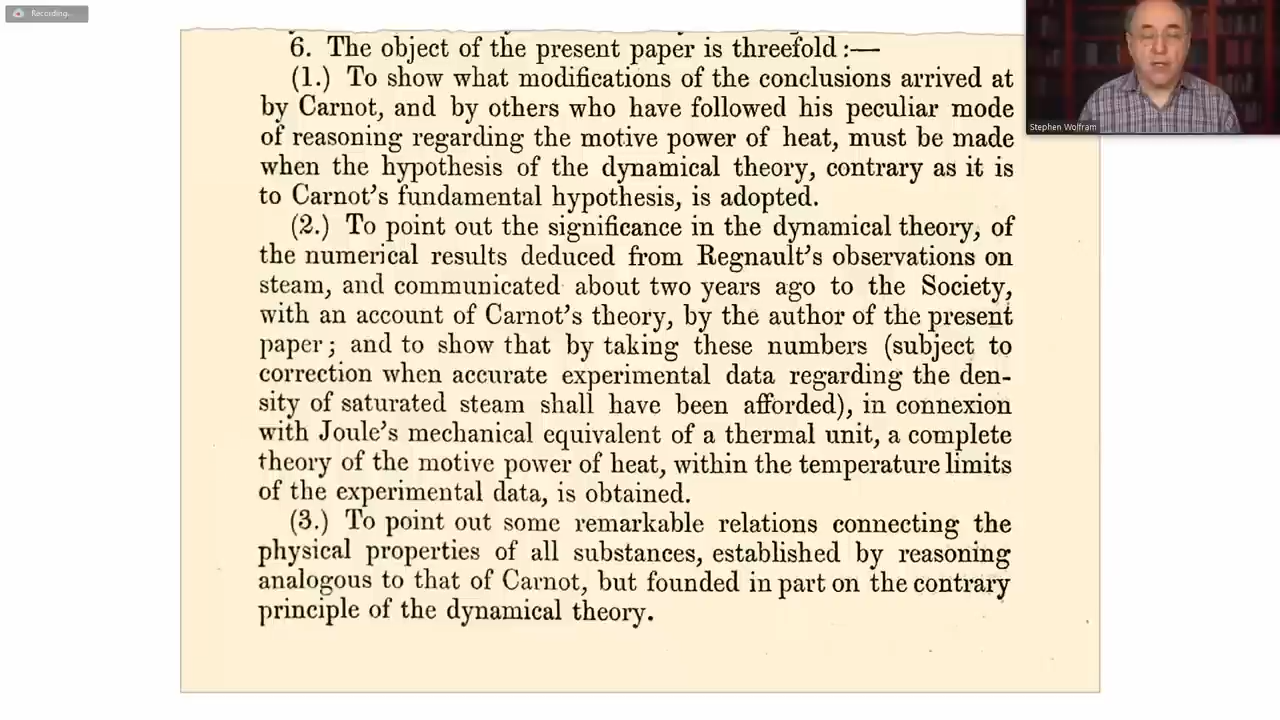 Recording...
6. The object of the present paper is threefold :—
(1.) To show what modifications of the conclusions arrived at
by Carnot, and by others who have followed his peculiar mode
of reasoning regarding the motive power of heat, must be made
when the hypothesis of the dynamical theory, contrary as it is
to Carnot's fundamental hypothesis, is adopted.
(2.) To point out the significance in the dynamical theory, of
the numerical results deduced from Regnault's observations on
steam, and communicated about two years ago to the Society,
with an account of Carnot's theory, by the author of the present
paper; and to show that by taking these numbers (subject to
correction when accurate experimental data regarding the den-
sity of saturated steam shall have been afforded), in connexion
with Joule's mechanical equivalent of a thermal unit, a complete
theory of the motive power of heat, within the temperature limits
of the experimental data, is obtained.
(3.) To point out some remarkable relations connecting the
physical properties of all substances, established by reasoning
analogous to that of Carnot, but founded in part on the contrary
principle of the dynamical theory.
Stephen Wolfram